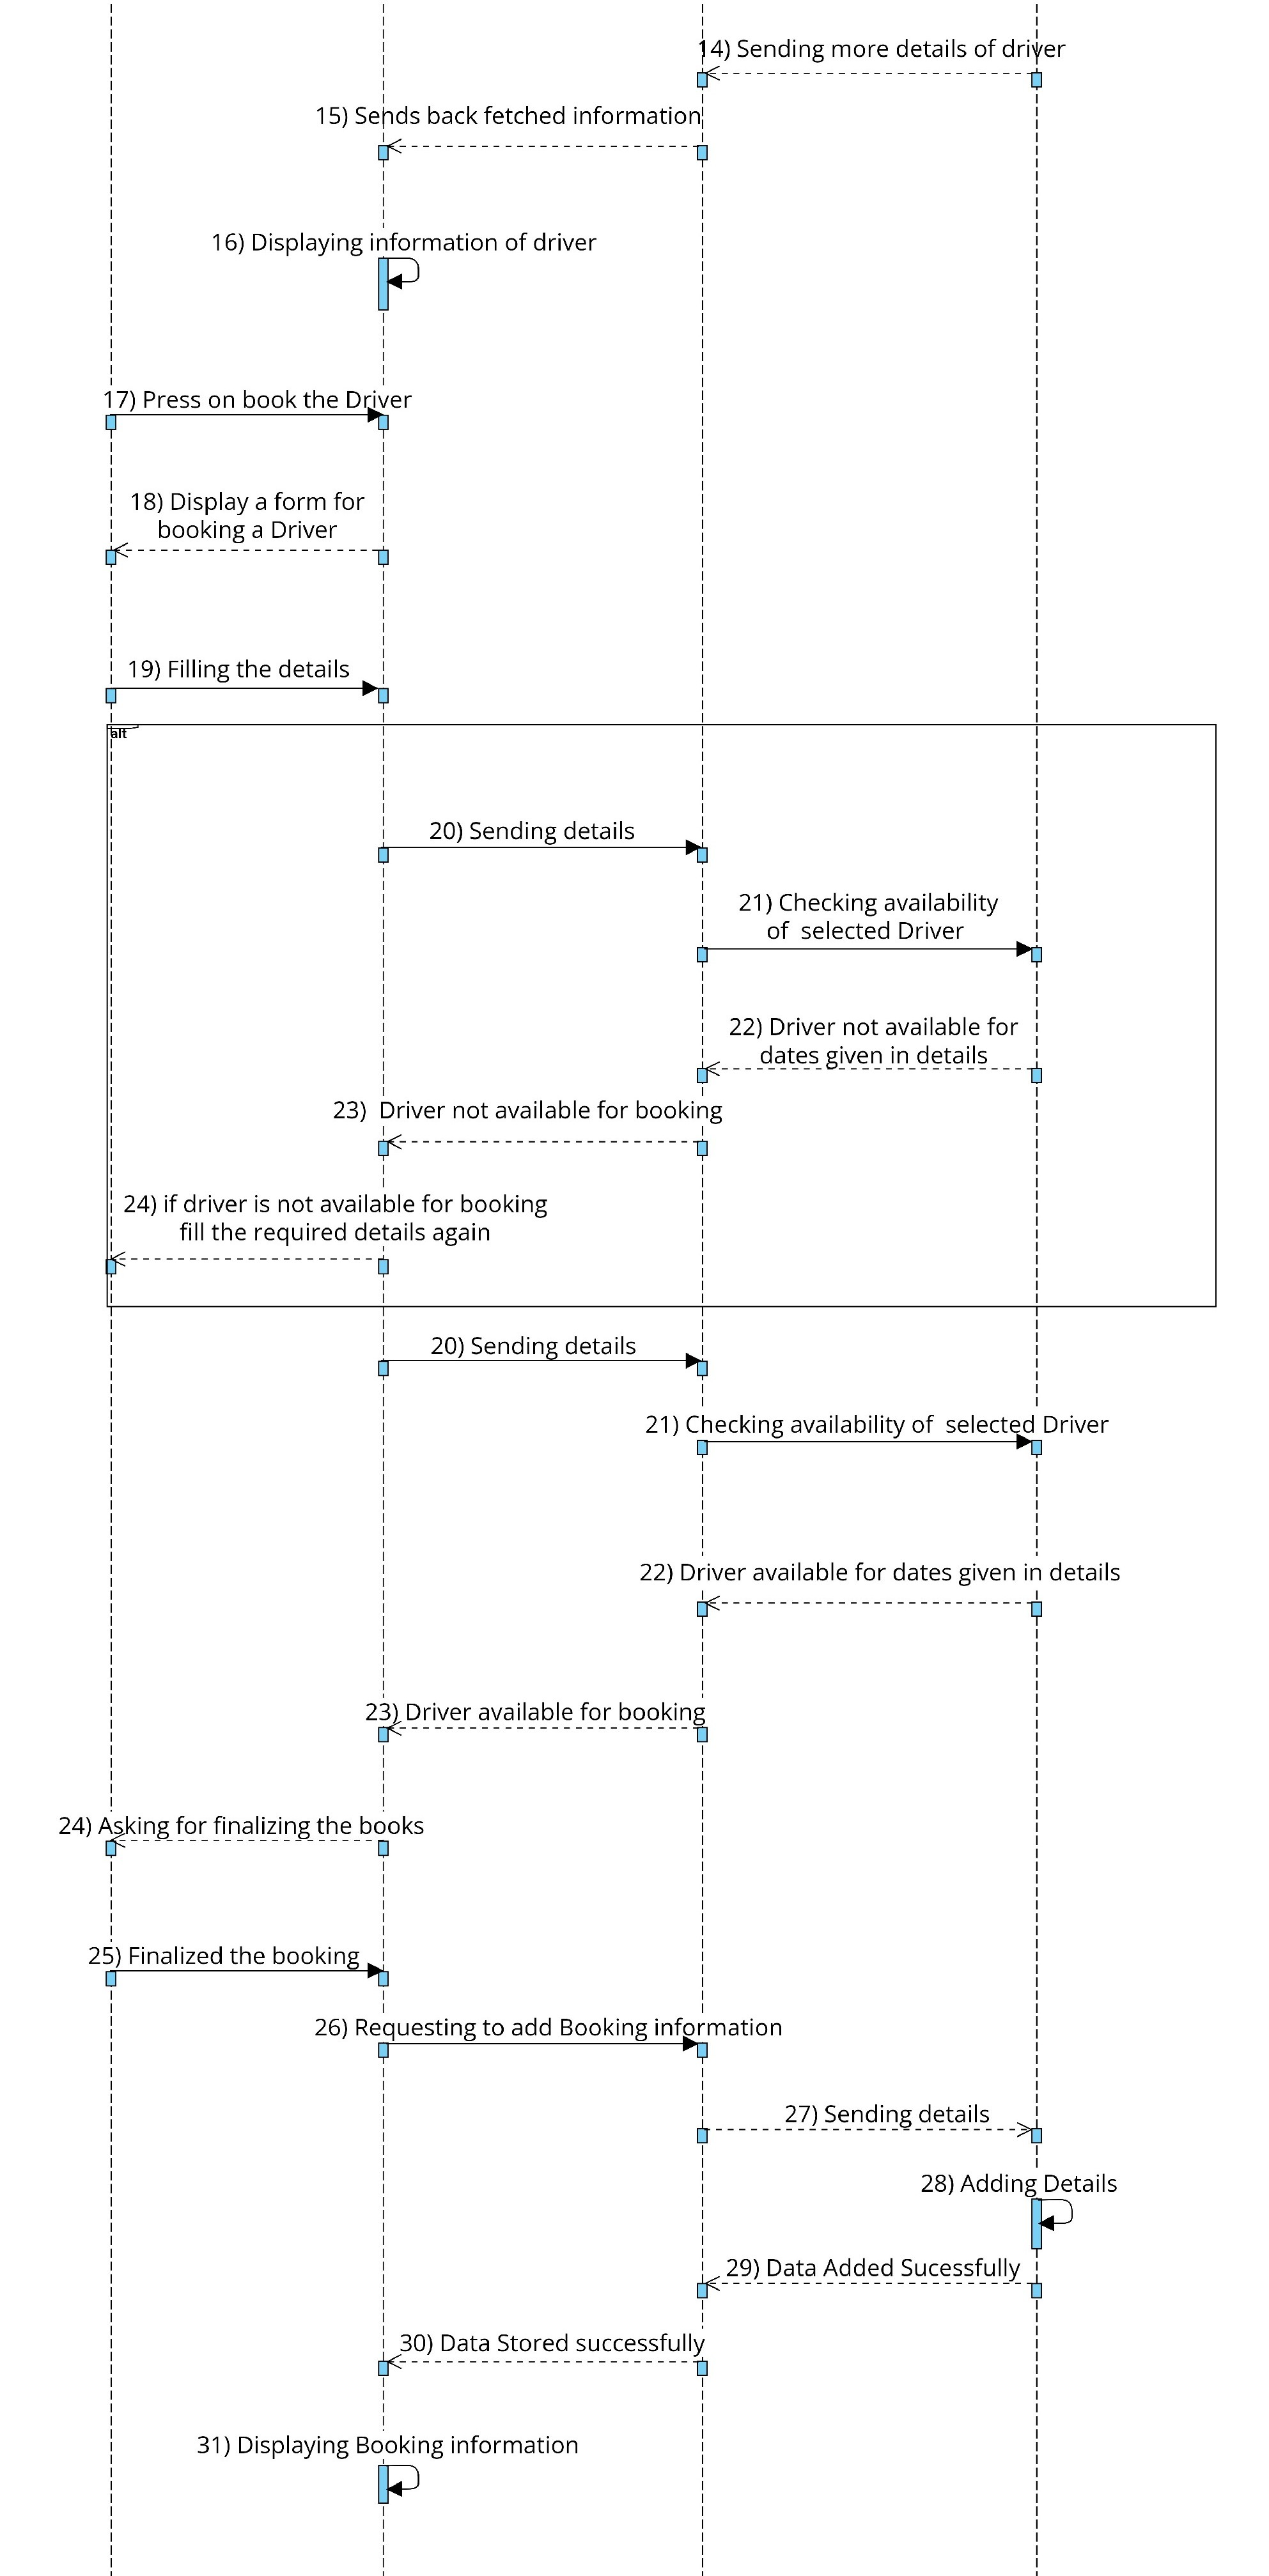 14) Sending more details of driver
15) Sends back fetched information
16) Displaying information of driver
17) Press on book the Driver
18) Display a form for
booking a Driver
19) Filling the details
alt
20) Sending details
21) Checking availability
of  selected Driver
22) Driver not available for
dates given in details
23)  Driver not available for booking
24) if driver is not available for booking
fill the required details again
20) Sending details
21) Checking availability of  selected Driver
22) Driver available for dates given in details
23) Driver available for booking
24) Asking for finalizing the books
25) Finalized the booking
26) Requesting to add Booking information
27) Sending details
28) Adding Details
29) Data Added Sucessfully
30) Data Stored successfully
31) Displaying Booking information